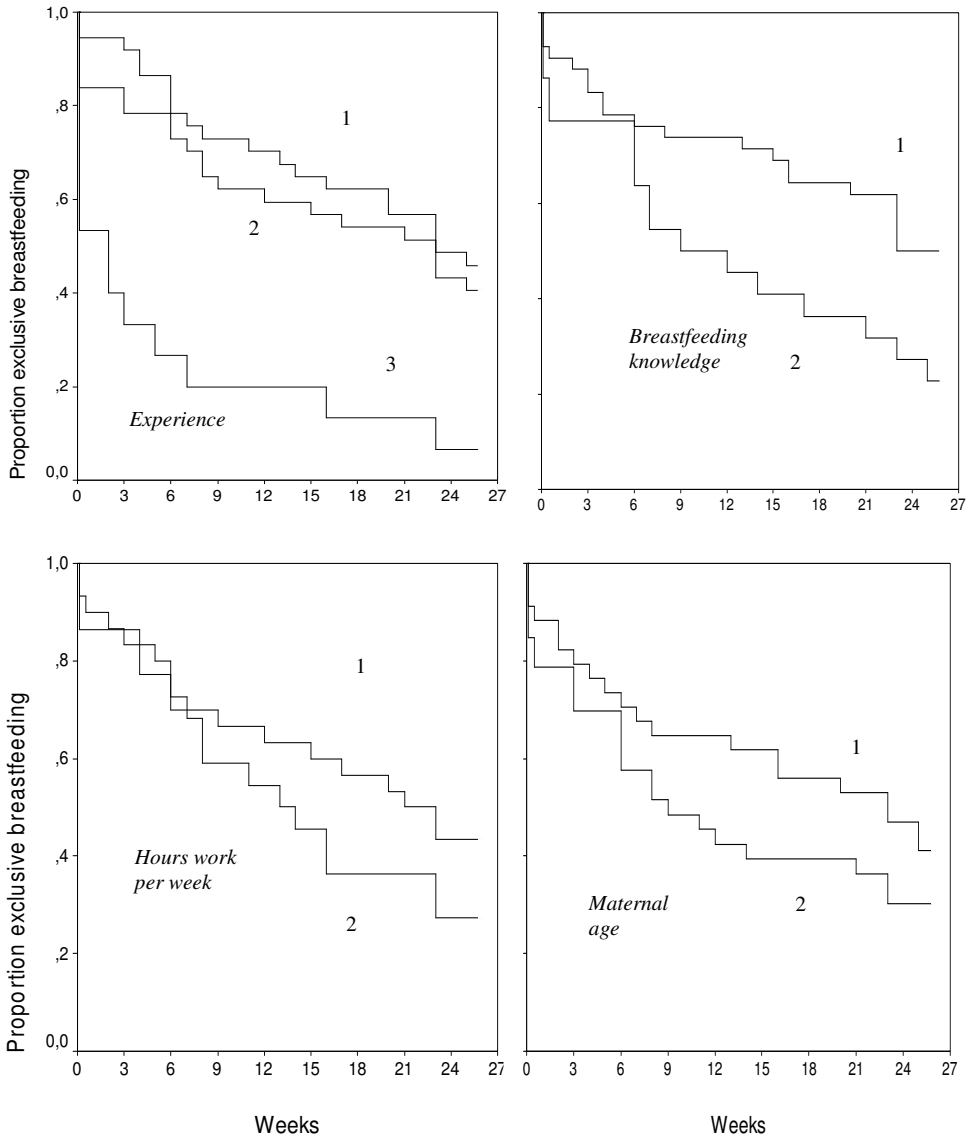 Proportion exclusive breastfeeding
1,0
,8
,6
,4
,2
0,0
1
2
3
Experience
0 3 6 9 12 15 18 21 24 27
1
Breastfeeding
knowledge
2
0 3 6 9 12 15 18 21 24 27
Proportion exclusive breastfeeding
1,0
,8
,6
,4
,2
0,0
1
Hours work
per week
2
0 3 6 9 12 15 18 21 24 27
Weeks
1
Maternal
age
2
0 3 6 9 12 15 18 21 24 27
Weeks